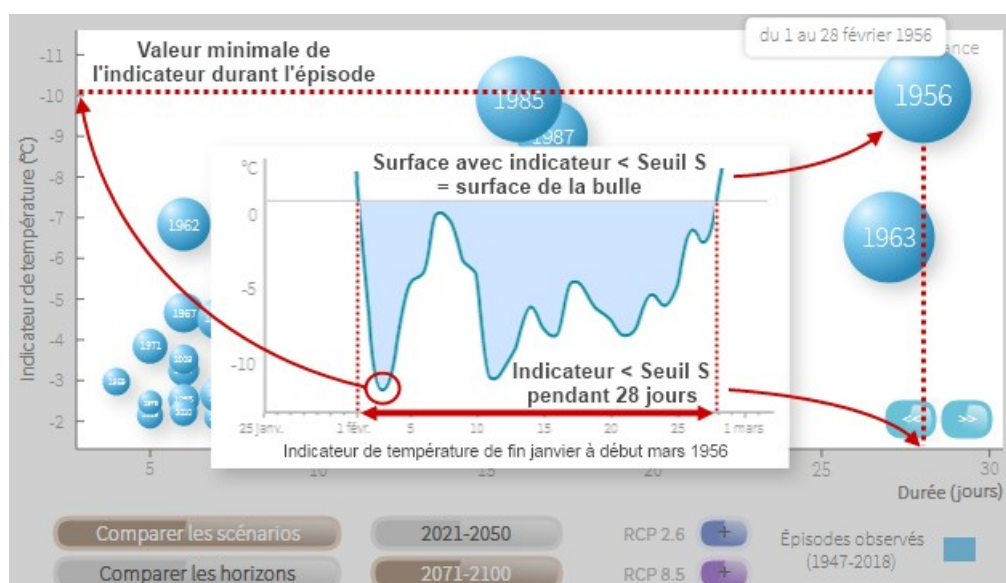 du 1 au 28 février 1956
Valeur minimale de
l'indicateur durant l'épisode
Indicateur de température (°C)
-11
-10
-9
-8
-7
-6
-5
-4
-3
-2
1985
1987
1956
1962
1963
1967
1971
°C
0
-5
-10
Surface avec indicateur < Seuil S
= surface de la bulle
Indicateur < Seuil S
pendant 28 jours
25 janv.
1 févr.
5
10
15
20
25
1 mars
Indicateur de température de fin janvier à début mars 1956
<<
>>
5
10
15
20
25
30
Durée (jours)
Comparer les scénarios
2021-2050
RCP 2.6
+
Épisodes observés
(1947-2018)
Comparer les horizons
2071-2100
RCP 8.5
+